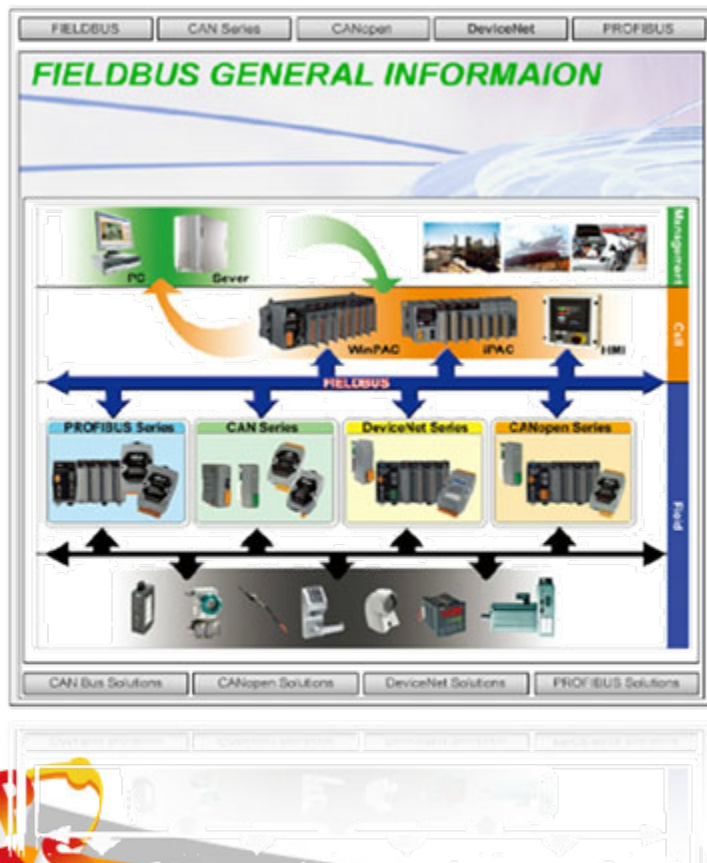 FIELDBUS
CAN Series
CANopen
DeviceNet
PROFIBUS
FIELDBUS GENERAL INFORMAION
PC
Sever
Management
WinPAC
iPAC
HMI
Cell
FIELDBUS
PROFIBUS Series
CAN Series
DeviceNet Series
CANopen Series
Field
CAN Bus Solutions
CANopen Solutions
DeviceNet Solutions
PROFIBUS Solutions